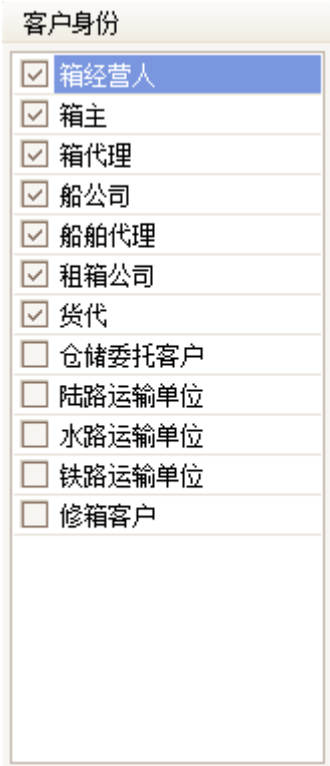 客户身份
箱经营人
箱主
箱代理
船公司
船舶代理
租箱公司
货代
仓储委托客户
陆路运输单位
水路运输单位
铁路运输单位
修箱客户